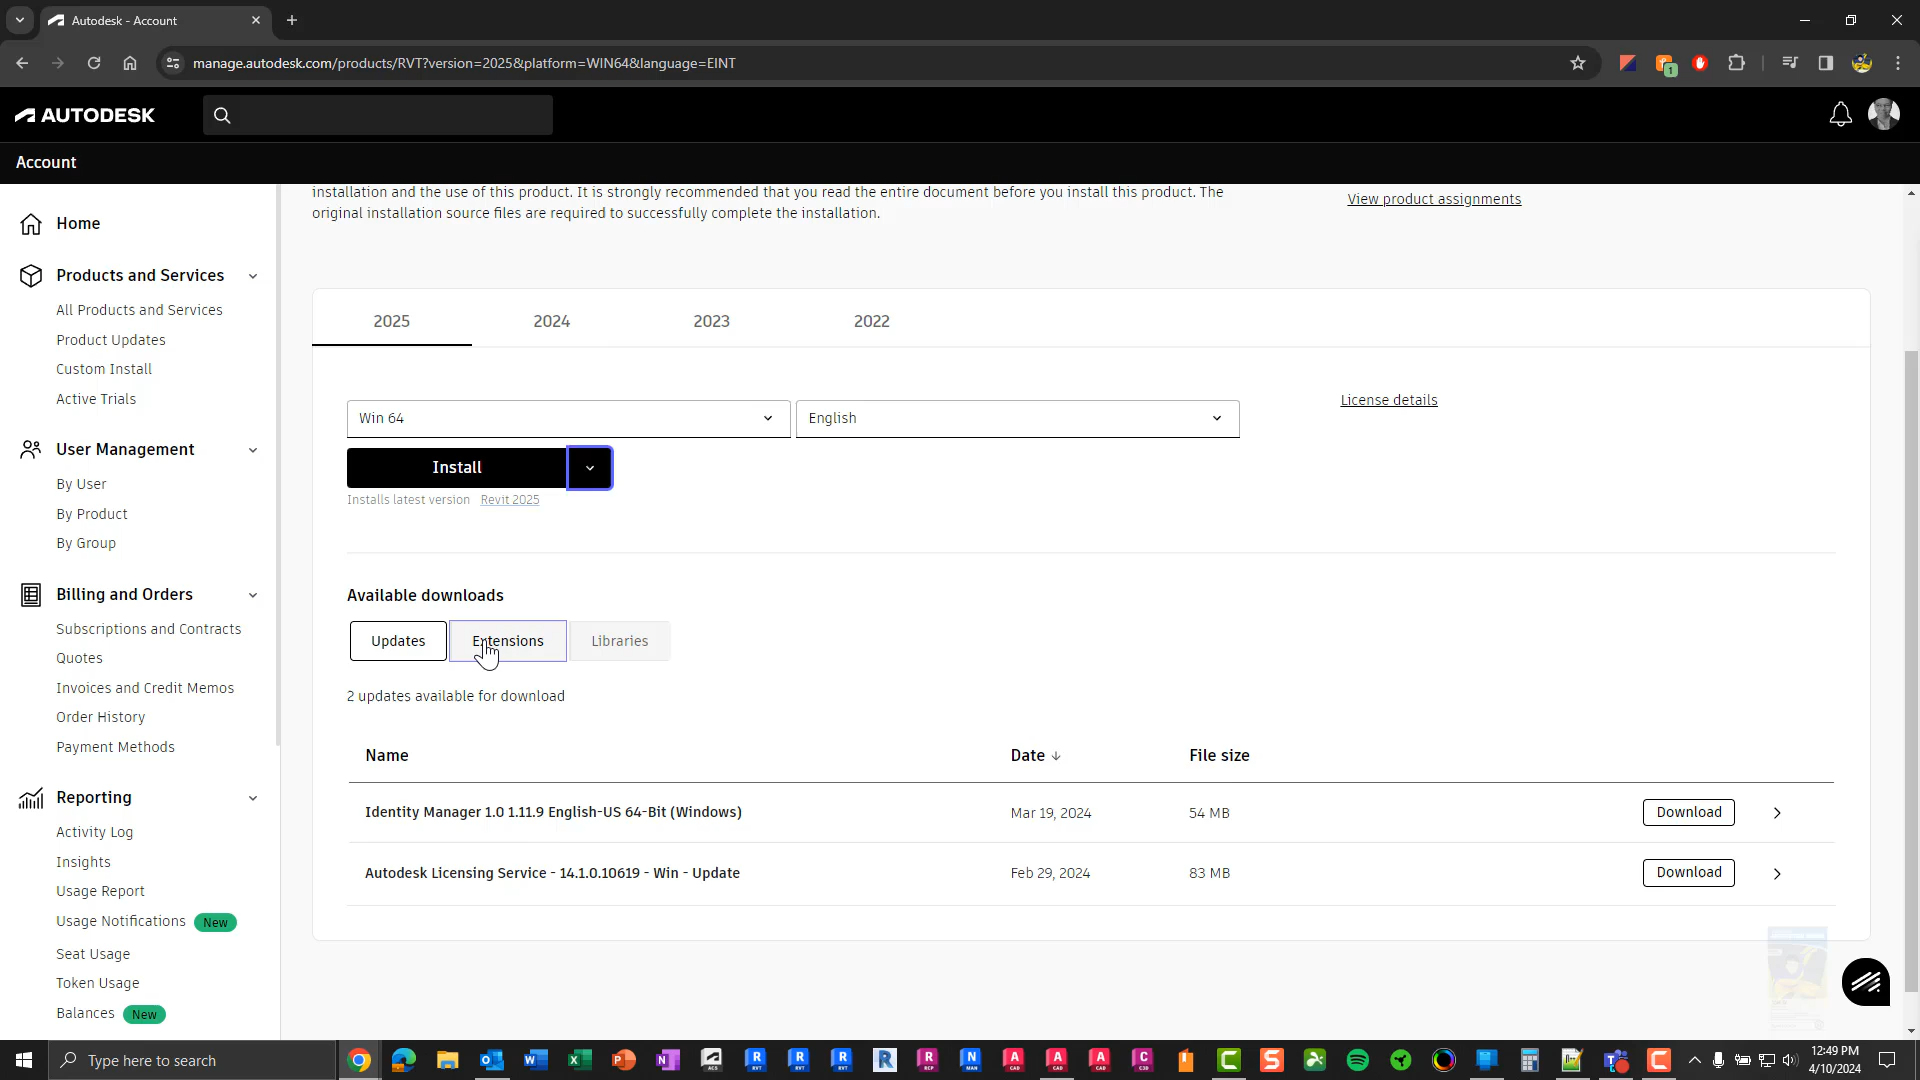 Autodesk - Account
manage.autodesk.com/products/RVT?version=2025&platform=WIN64&language=EINT
1
AUTODESK
Account
Home
Products and Services
All Products and Services
Product Updates
Custom Install
Active Trials
User Management
By User
By Product
By Group
Billing and Orders
Subscriptions and Contracts
Quotes
Invoices and Credit Memos
Order History
Payment Methods
Reporting
Activity Log
Insights
Usage Report
Usage Notifications New
Seat Usage
Token Usage
Balances New
installation and the use of this product. It is strongly recommended that you read the entire document before you install this product. The
original installation source files are required to successfully complete the installation.
View product assignments
2025 2024 2023 2022
Win 64 English
License details
Install
Installs latest version Revit 2025
Available downloads
Updates Extensions Libraries
2 updates available for download
Name Date File size
Identity Manager 1.0 1.11.9 English-US 64-Bit (Windows) Mar 19, 2024 54 MB Download
Autodesk Licensing Service - 14.1.0.10619 - Win - Update Feb 29, 2024 83 MB Download
Type here to search
12:49 PM
4/10/2024